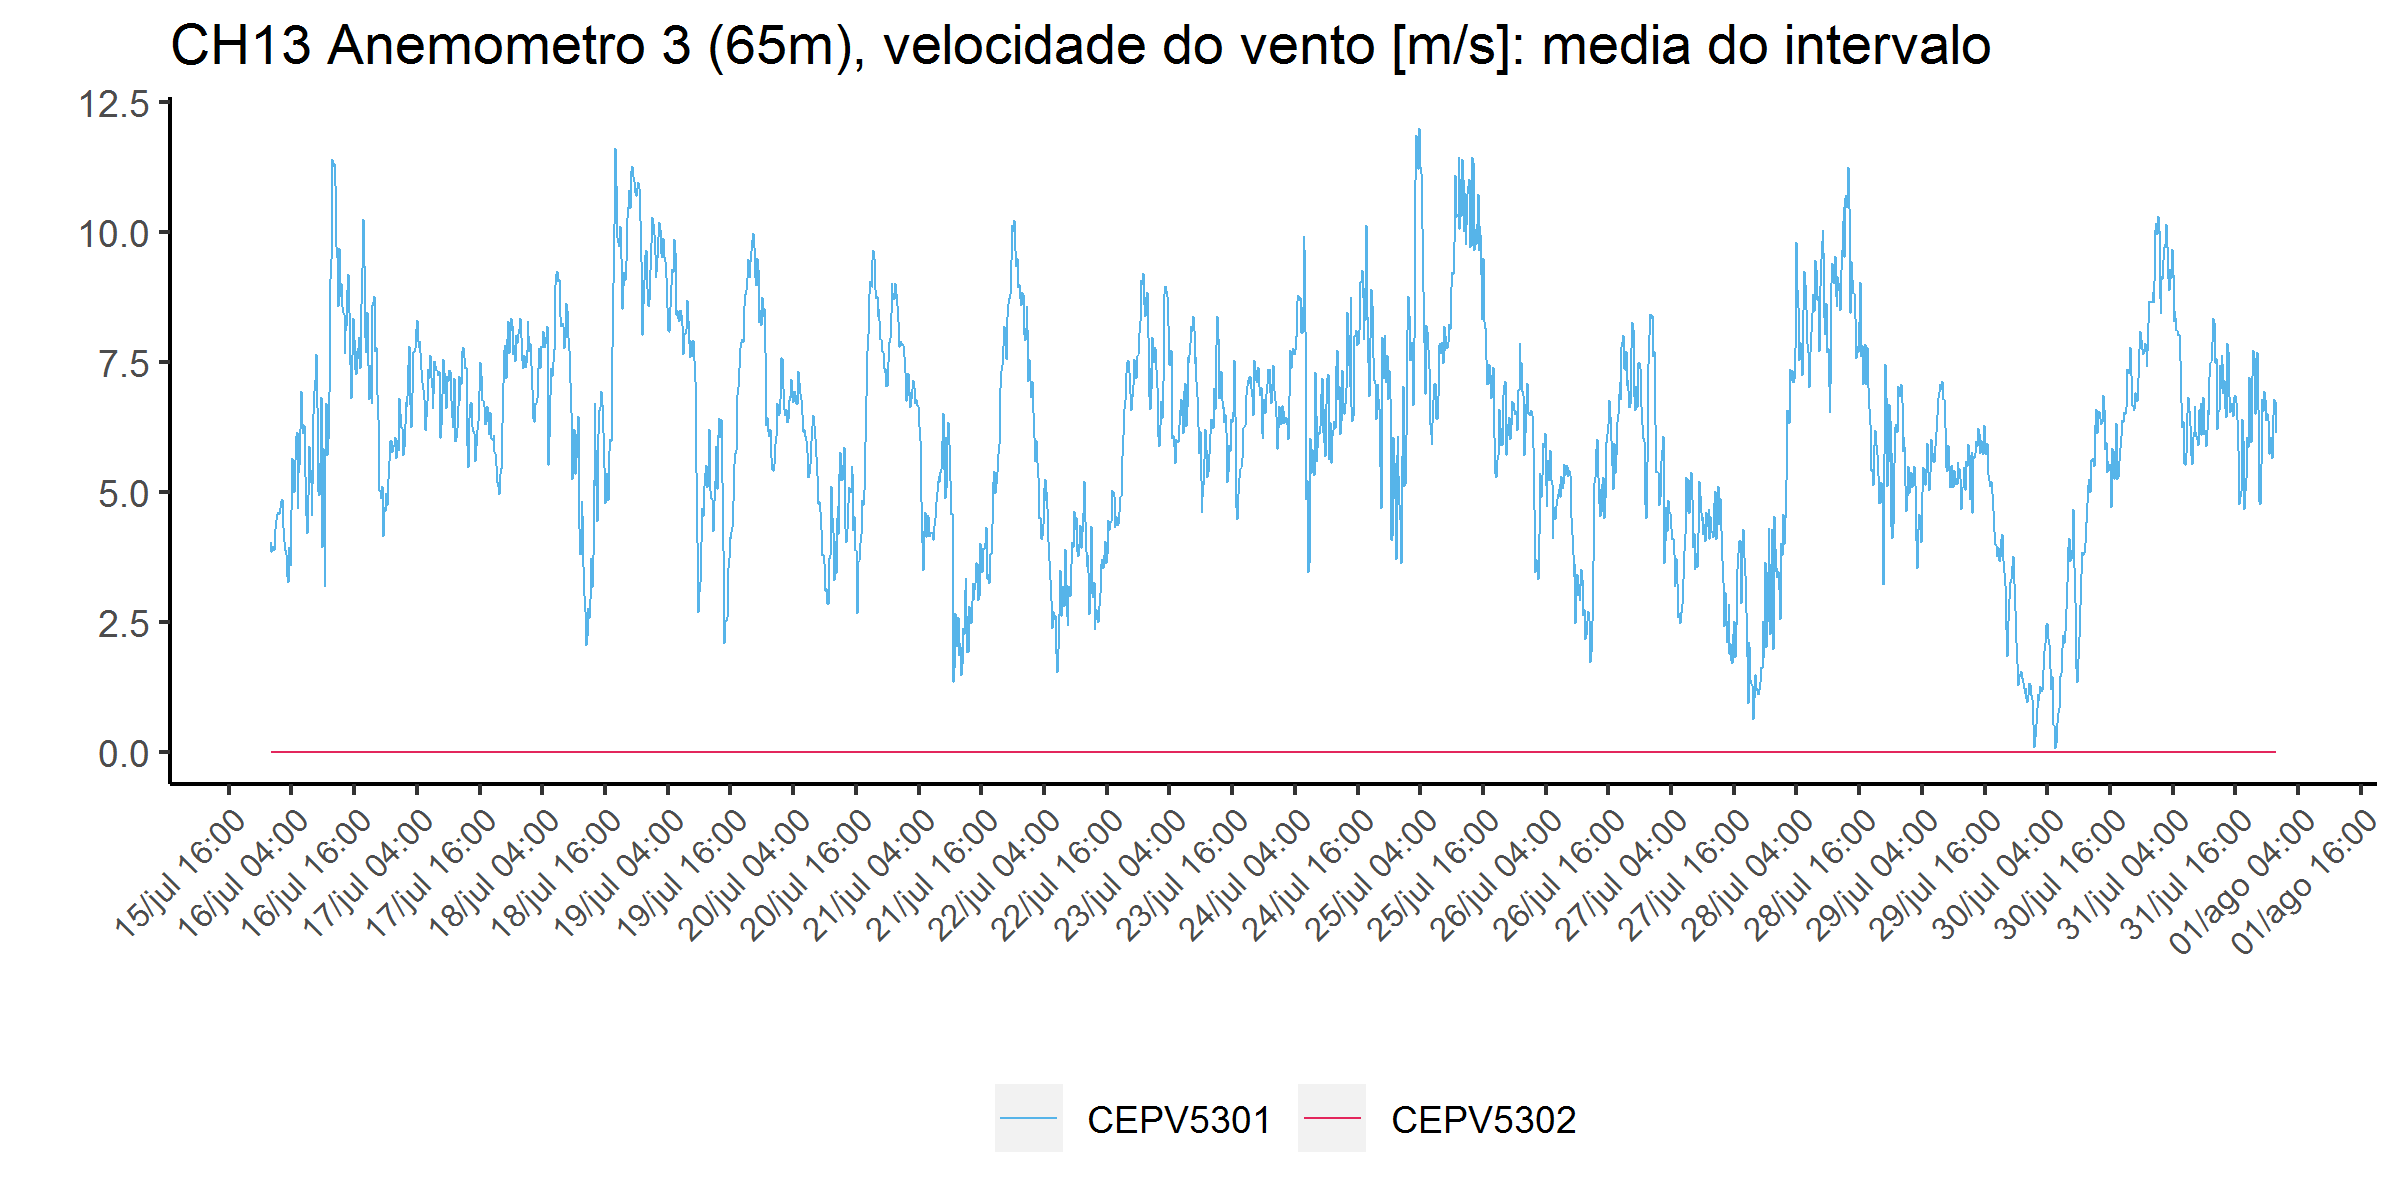 CH13 Anemometro 3 (65m), velocidade do vento [m/s]: media do intervalo
12.5
10.0
7.5
5.0
2.5
0.0
15/jul 16:00
16/jul 04:00
16/jul 16:00
17/jul 04:00
17/jul 16:00
18/jul 04:00
18/jul 16:00
19/jul 04:00
19/jul 16:00
20/jul 04:00
20/jul 16:00
21/jul 04:00
21/jul 16:00
22/jul 04:00
22/jul 16:00
23/jul 04:00
23/jul 16:00
24/jul 04:00
24/jul 16:00
25/jul 04:00
25/jul 16:00
26/jul 04:00
26/jul 16:00
27/jul 04:00
27/jul 16:00
28/jul 04:00
28/jul 16:00
29/jul 04:00
29/jul 16:00
30/jul 04:00
30/jul 16:00
31/jul 04:00
31/jul 16:00
01/ago 04:00
01/ago 16:00
CEPV5301
CEPV5302